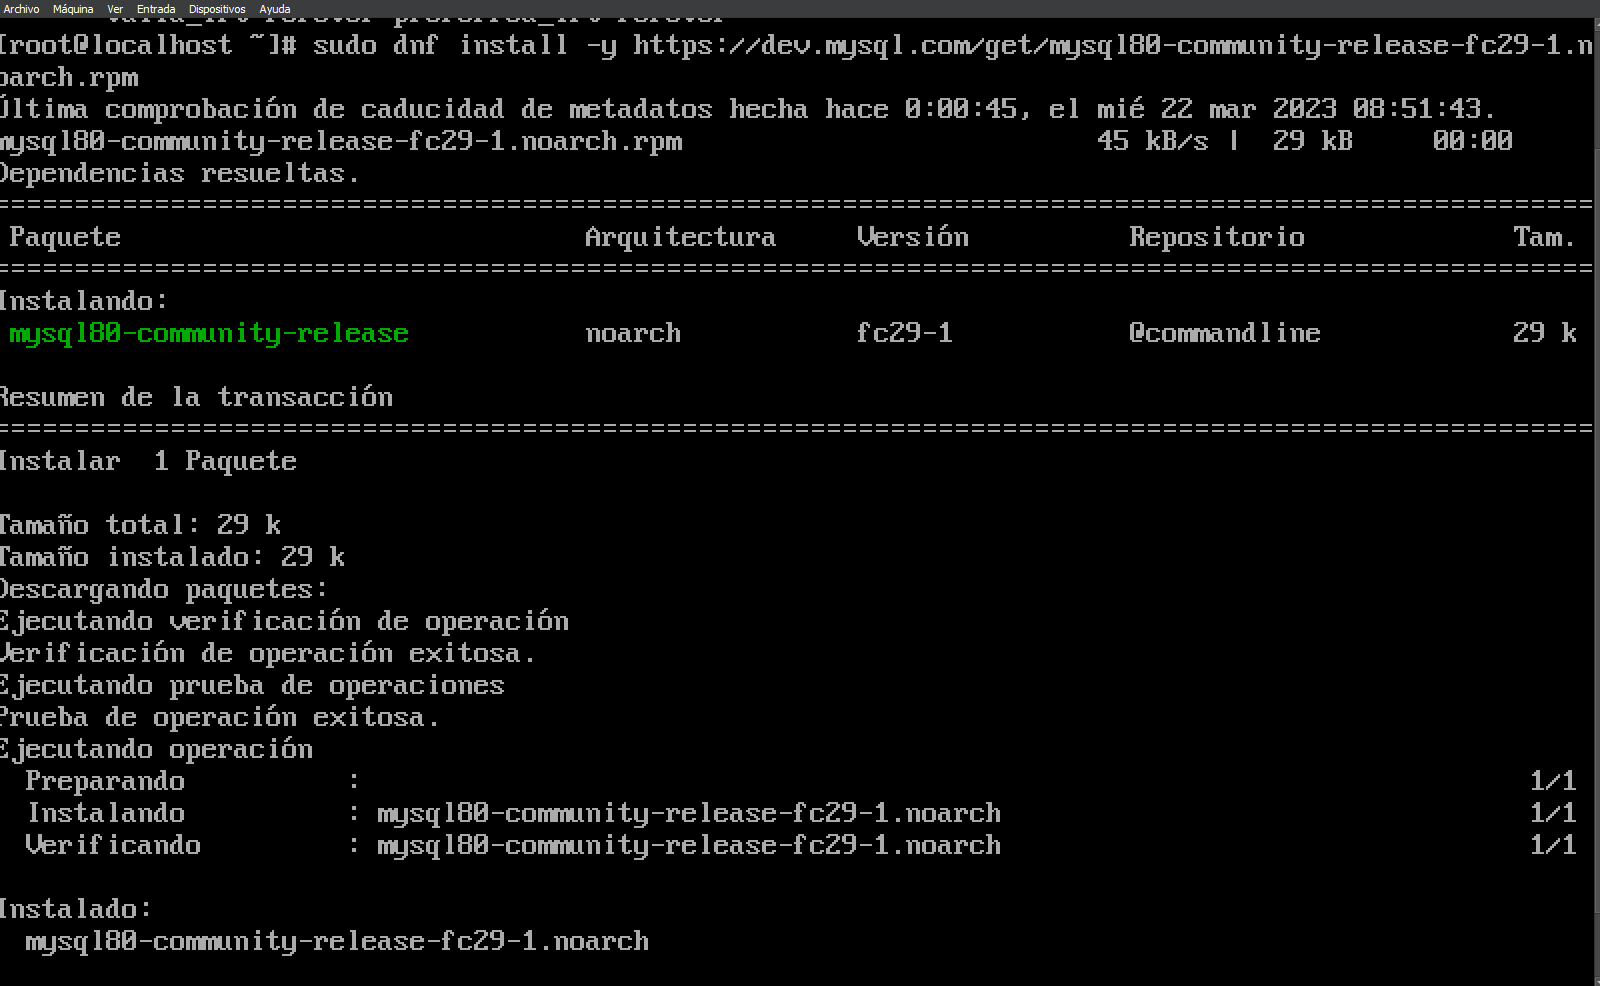 Archivo Máquina Ver Entrada Dispositivos Ayuda
valid_lft forever preferred_lft forever
[root@localhost ~]# sudo dnf install -y https://dev.mysql.com/get/mysql80-community-release-fc29-1.n
oarch.rpm
Última comprobación de caducidad de metadatos hecha hace 0:00:45, el mié 22 mar 2023 08:51:43.
mysql80-community-release-fc29-1.noarch.rpm 45 kB/s | 29 kB 00:00
Dependencias resueltas.
====================================================================================================
Paquete Arquitectura Versión Repositorio Tam.
====================================================================================================
Instalando:
mysql80-community-release noarch fc29-1 @commandline 29 k
Resumen de la transacción
====================================================================================================
Instalar 1 Paquete
Tamaño total: 29 k
Tamaño instalado: 29 k
Descargando paquetes:
Ejecutando verificación de operación
Verificación de operación exitosa.
Ejecutando prueba de operaciones
Prueba de operación exitosa.
Ejecutando operación
Preparando : 1/1
Instalando : mysql80-community-release-fc29-1.noarch 1/1
Verificando : mysql80-community-release-fc29-1.noarch 1/1
Instalado:
mysql80-community-release-fc29-1.noarch